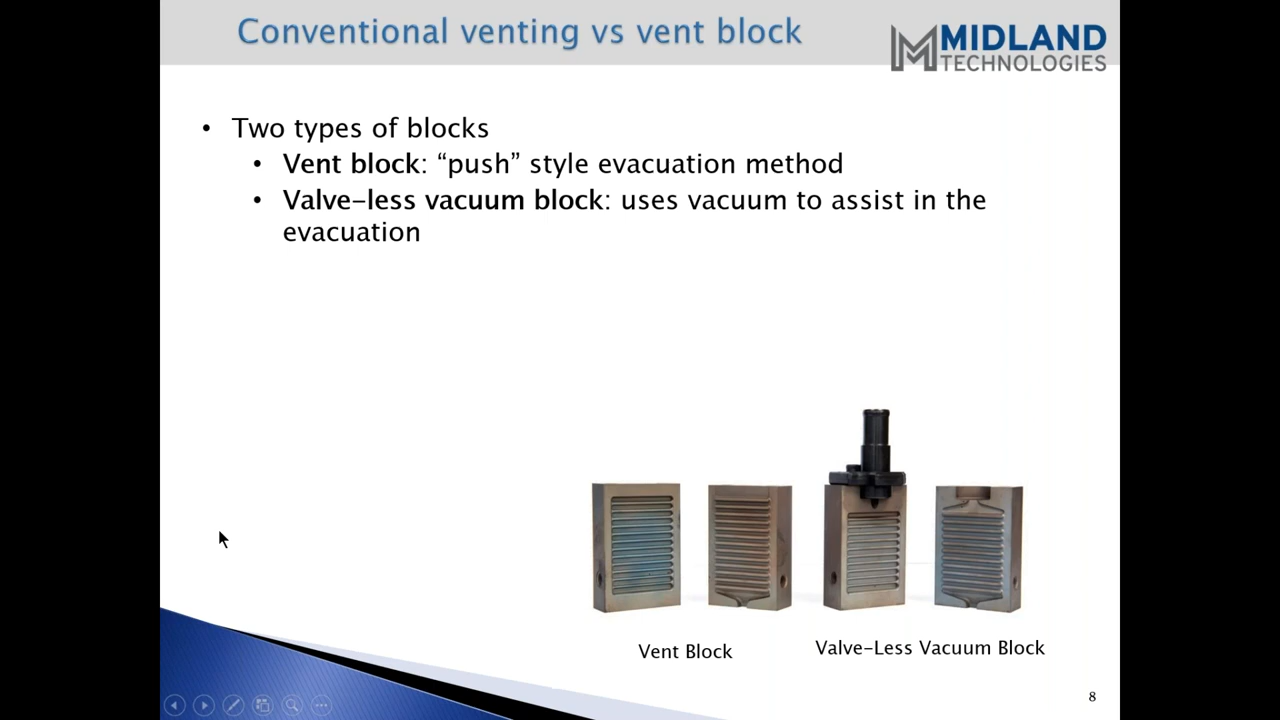 Conventional venting vs vent block
MIDLAND
TECHNOLOGIES
• Two types of blocks
• Vent block: “push” style evacuation method
• Valve-less vacuum block: uses vacuum to assist in the
evacuation
Vent Block
Valve-Less Vacuum Block
8